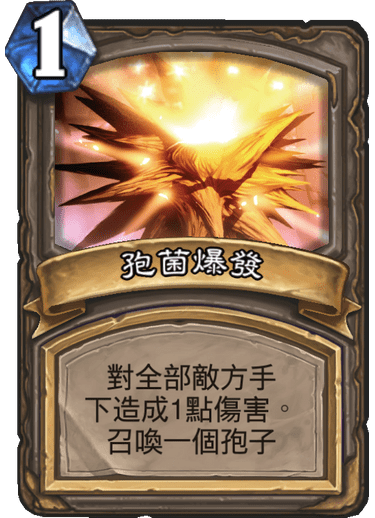 1
孢菌爆發
對全部敵方手
下造成1點傷害。
召喚一個孢子